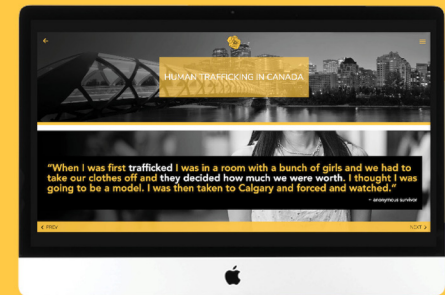 HUMAN TRAFFICKING IN CANADA
“When I was first trafficked I was in a room with a bunch of girls and we had to
take our clothes off and they decided how much we were worth. I thought I was
going to be a model. I was then taken to Calgary and forced and watched.”
- anonymous survivor
< PREV
NEXT >